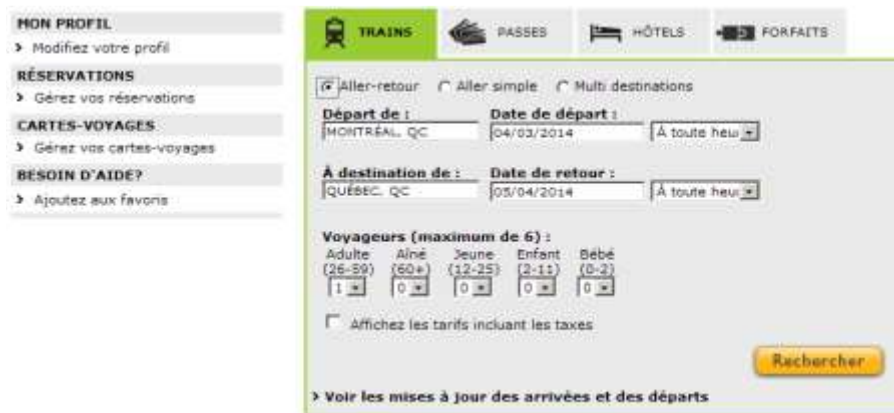 MON PROFIL
Modifiez votre profil
RÉSERVATIONS
Gérez vos réservations
CARTES-VOYAGES
Gérez vos cartes-voyages
BESOIN D'AIDE?
Ajoutez aux favoris
TRAINS PASSES HÔTELS FORFAITS
Aller-retour Aller simple Multi destinations
Départ de : Date de départ :
MONTRÉAL, QC 04/03/2014 À toute heu
À destination de : Date de retour :
QUÉBEC, QC 05/04/2014 À toute heu
Voyageurs (maximum de 6) :
Adulte Aîné Jeune Enfant Bébé
(26-59) (60+) (12-25) (2-11) (0-2)
1 0 0 0 0
Affichez les tarifs incluant les taxes
Rechercher
Voir les mises à jour des arrivées et des départs